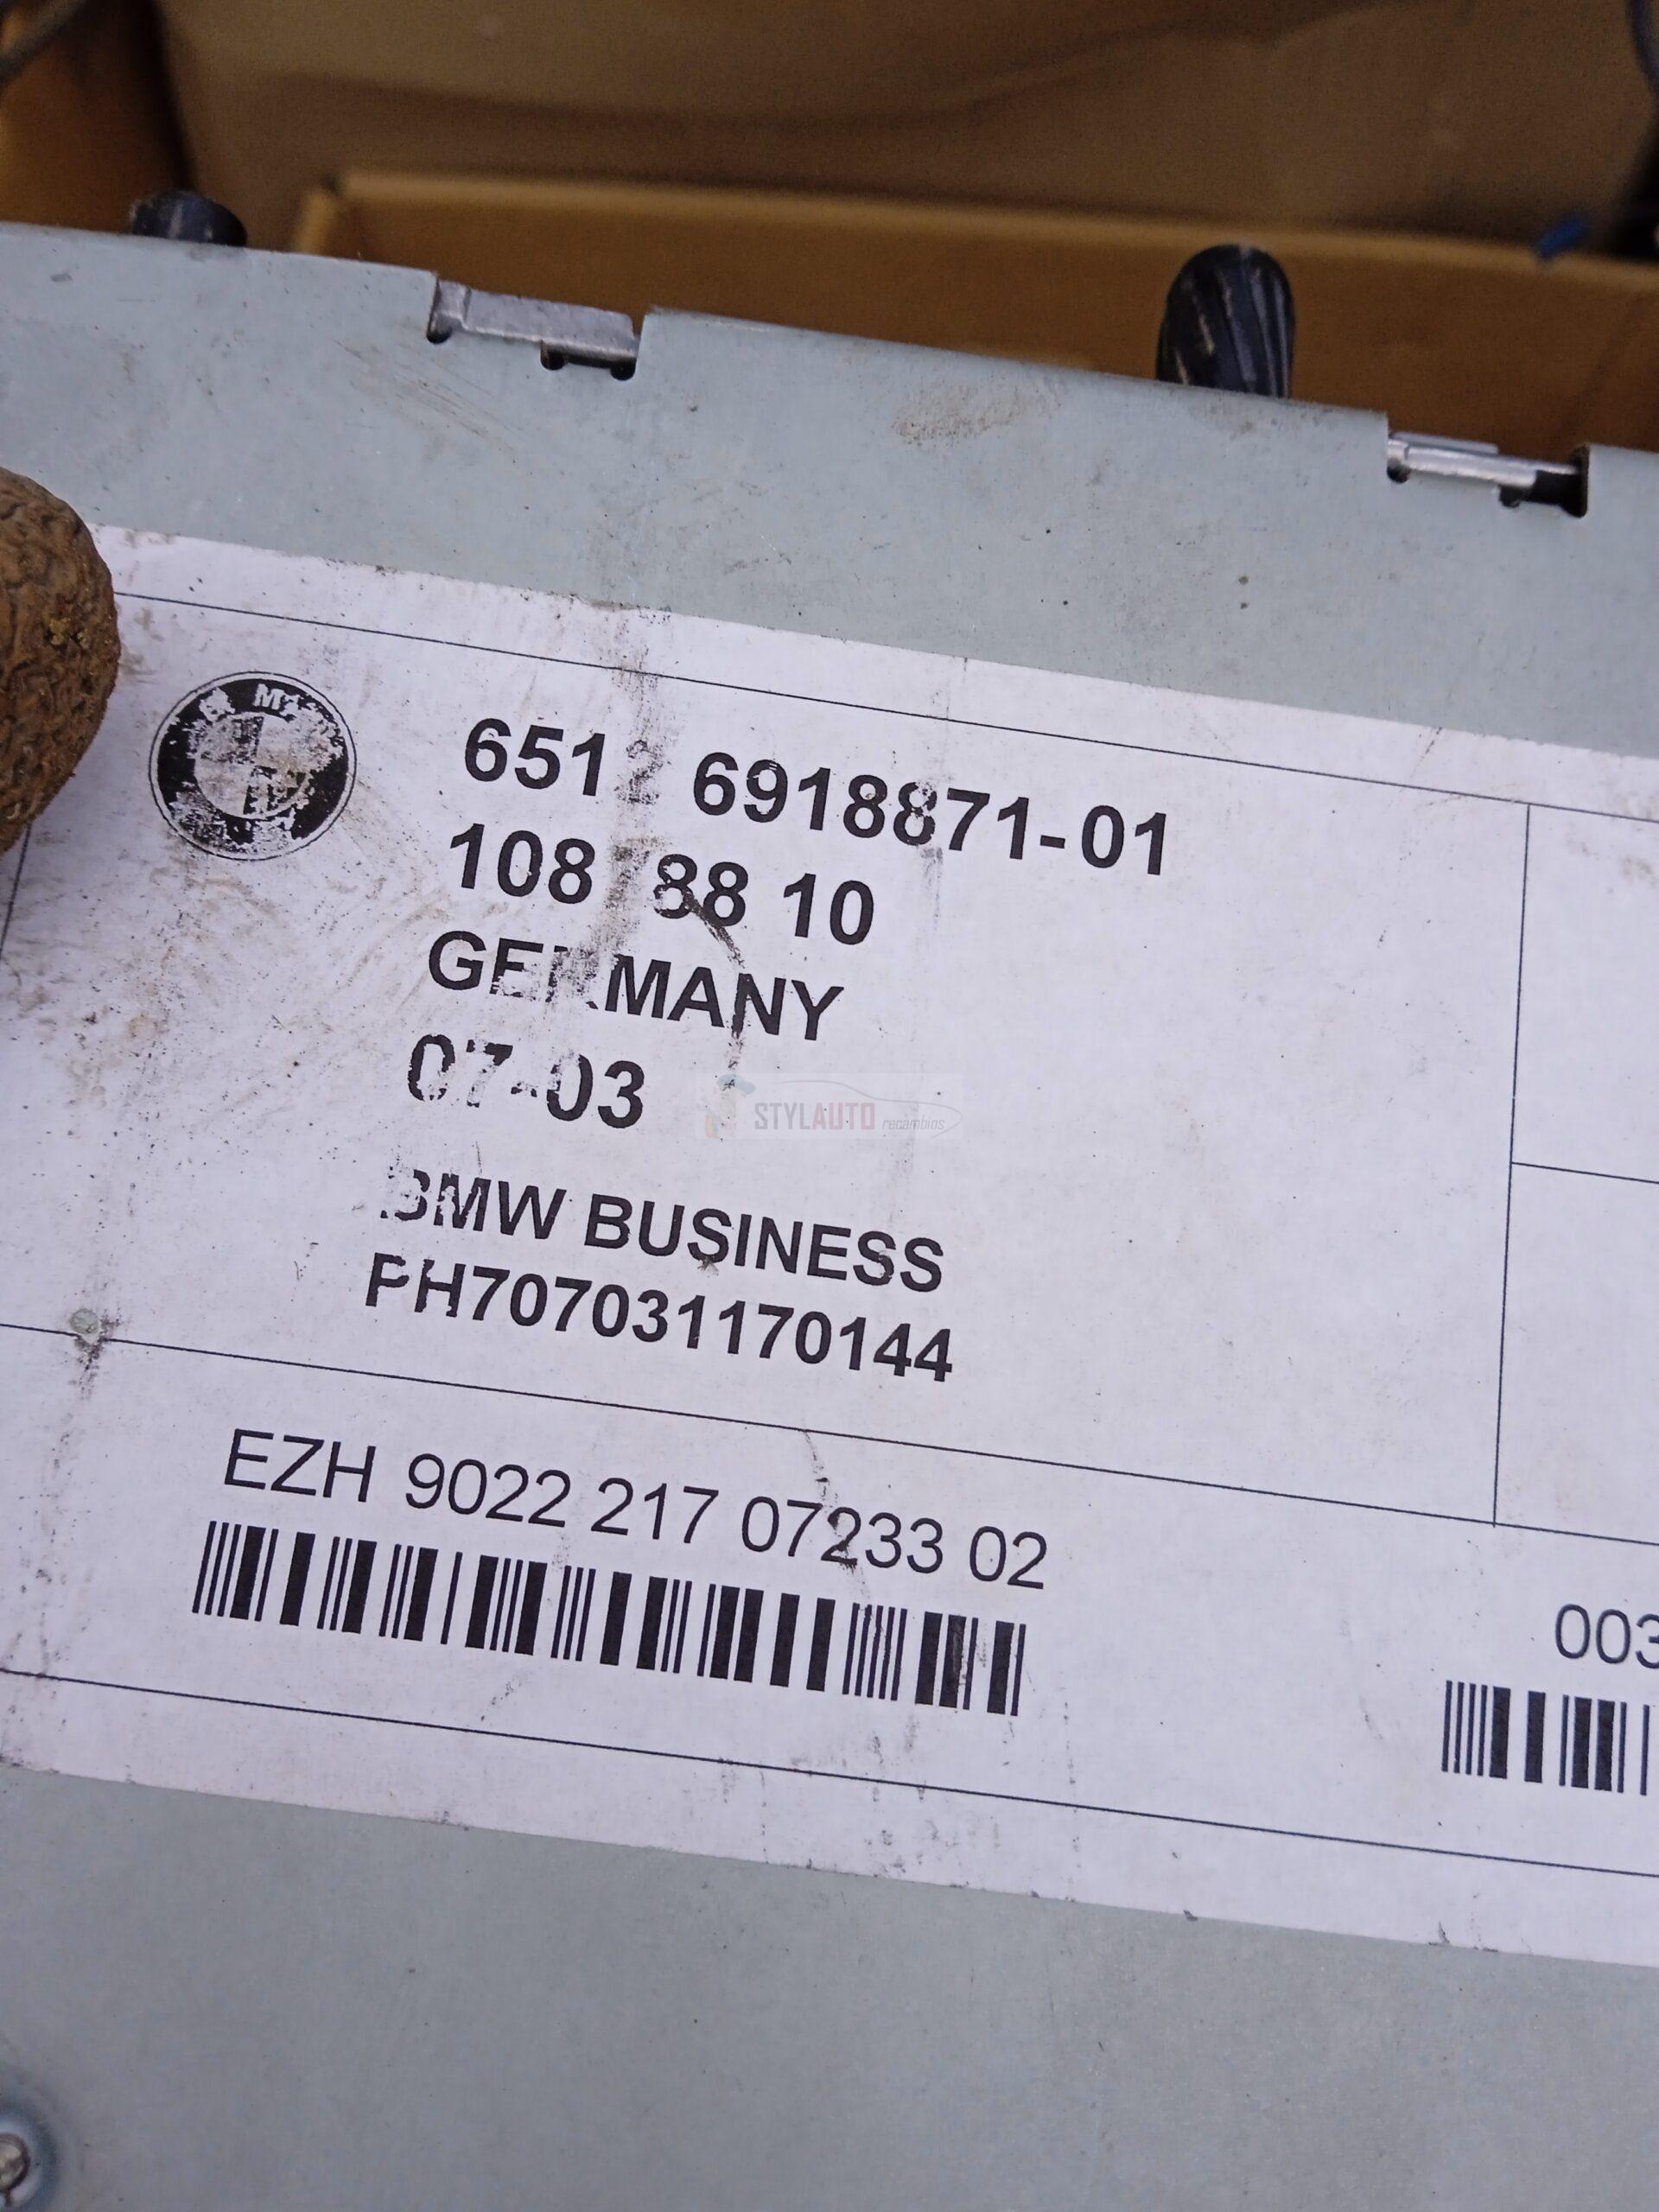 6512 6918871-01
108 788 10
GERMANY
07-03
BMW BUSINESS
PH707031170144
STYLAUTO recambios
EZH 9022 217 07233 02
003